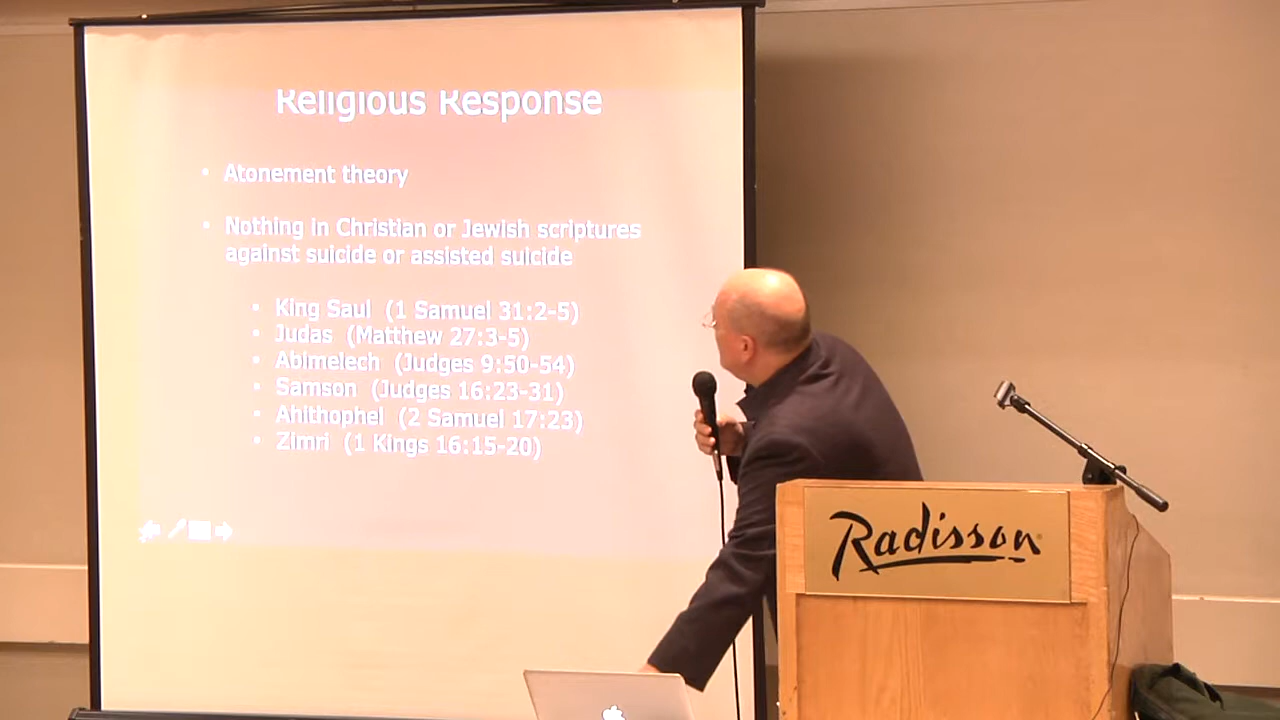 Religious Response
• Atonement theory
• Nothing in Christian or Jewish scriptures
against suicide or assisted suicide
• King Saul (1 Samuel 31:2-5)
• Judas (Matthew 27:3-5)
• Abimelech (Judges 9:50-54)
• Samson (Judges 16:23-31)
• Ahithophel (2 Samuel 17:23)
• Zimri (1 Kings 16:15-20)
Radisson